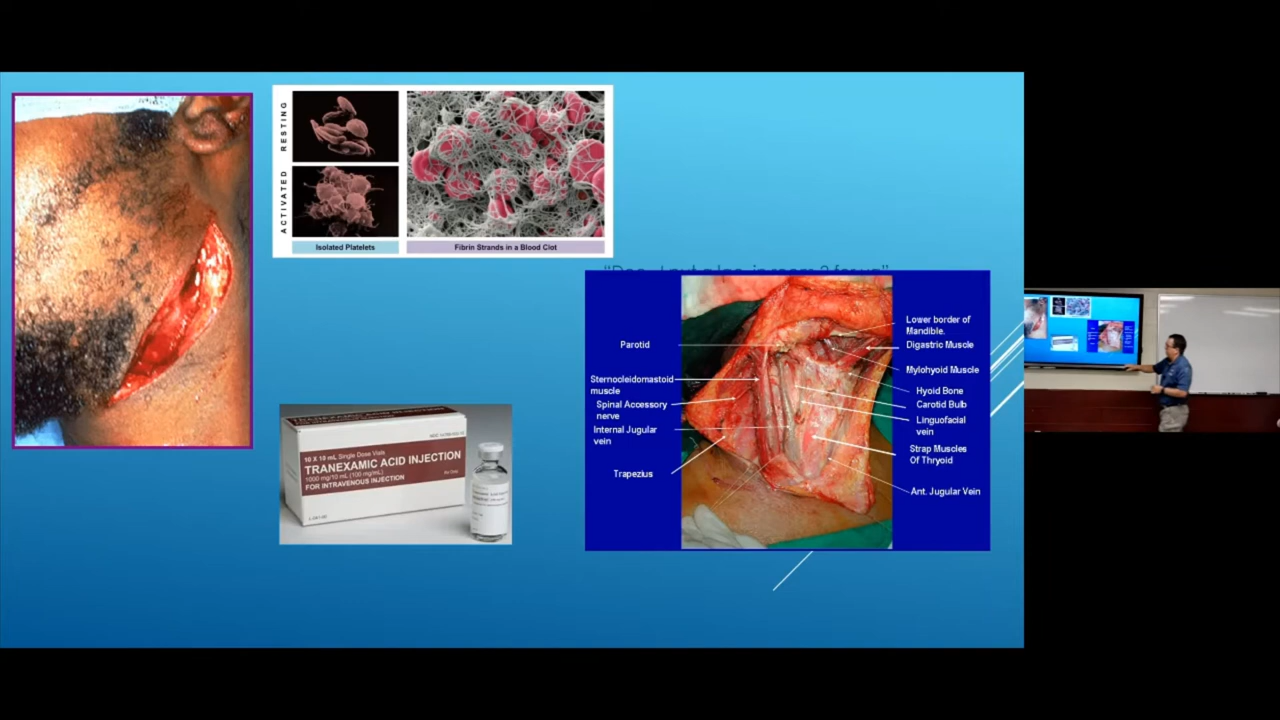 RESTING
ACTIVATED
Isolated Platelets
Fibrin Strands in a Blood Clot
10 X 10 mL Single Dose Vials
TRANEXAMIC ACID INJECTION
1000 mg/10 mL (100 mg/mL)
FOR INTRAVENOUS INJECTION
Parotid
Sternocleidomastoid
muscle
Spinal Accessory
nerve
Internal Jugular
vein
Trapezius
Lower border of
Mandible.
Digastric Muscle
Mylohyoid Muscle
Hyoid Bone
Carotid Bulb
Linguofacial
vein
Strap Muscles
Of Thryoid
Ant. Jugular Vein